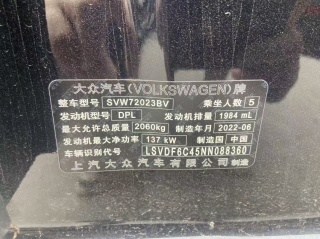 大众汽车(VOLKSWAGEN)牌
整车型号 SVW72023BV 乘坐人数 5
发动机型号 DPL 发动机排量 1984 mL
最大允许总质量 2060kg 制造年月 2022-06
发动机最大净功率 137 kW 制造国 中国
车辆识别代号 LSVDF6C45NN088360
上汽大众汽车有限公司 制造